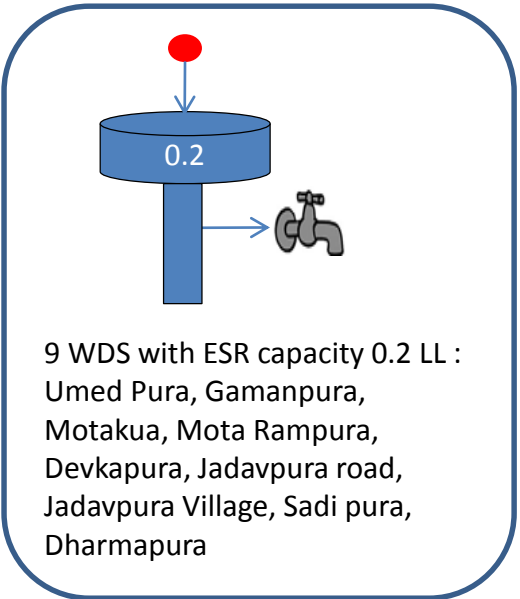 0.2
9 WDS with ESR capacity 0.2 LL :
Umed Pura, Gamanpura,
Motakua, Mota Rampura,
Devkapura, Jadavpura road,
Jadavpura Village, Sadi pura,
Dharmapura